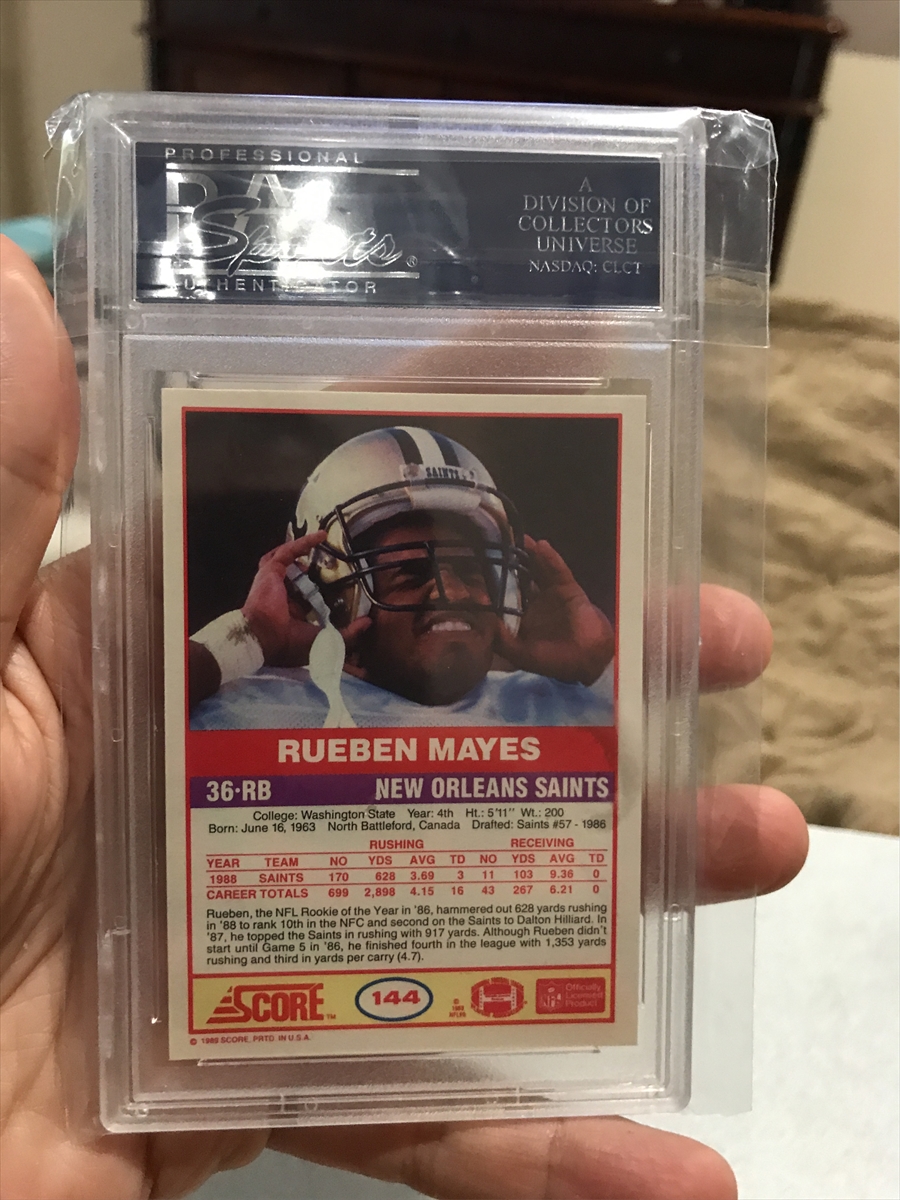 PROFESSIONAL
PSA
Sports®
AUTHENTICATOR
A
DIVISION OF
COLLECTORS
UNIVERSE
NASDAQ: CLCT
SAINTS
RUEBEN MAYES
36·RB NEW ORLEANS SAINTS
College: Washington State Year: 4th Ht.: 5'11" Wt.: 200
Born: June 16, 1963 North Battleford, Canada Drafted: Saints #57 - 1986
RUSHING RECEIVING
YEAR TEAM NO YDS AVG TD NO YDS AVG TD
1988 SAINTS 170 628 3.69 3 11 103 9.36 0
CAREER TOTALS 699 2,898 4.15 16 43 267 6.21 0
Rueben, the NFL Rookie of the Year in '86, hammered out 628 yards rushing
in '88 to rank 10th in the NFC and second on the Saints to Dalton Hilliard. In
'87, he topped the Saints in rushing with 917 yards. Although Rueben didn't
start until Game 5 in '86, he finished fourth in the league with 1,353 yards
rushing and third in yards per carry (4.7).
SCORE™ 144
NFL Officially
Licensed
Product
© 1989 SCORE, PRTD. IN U.S.A.